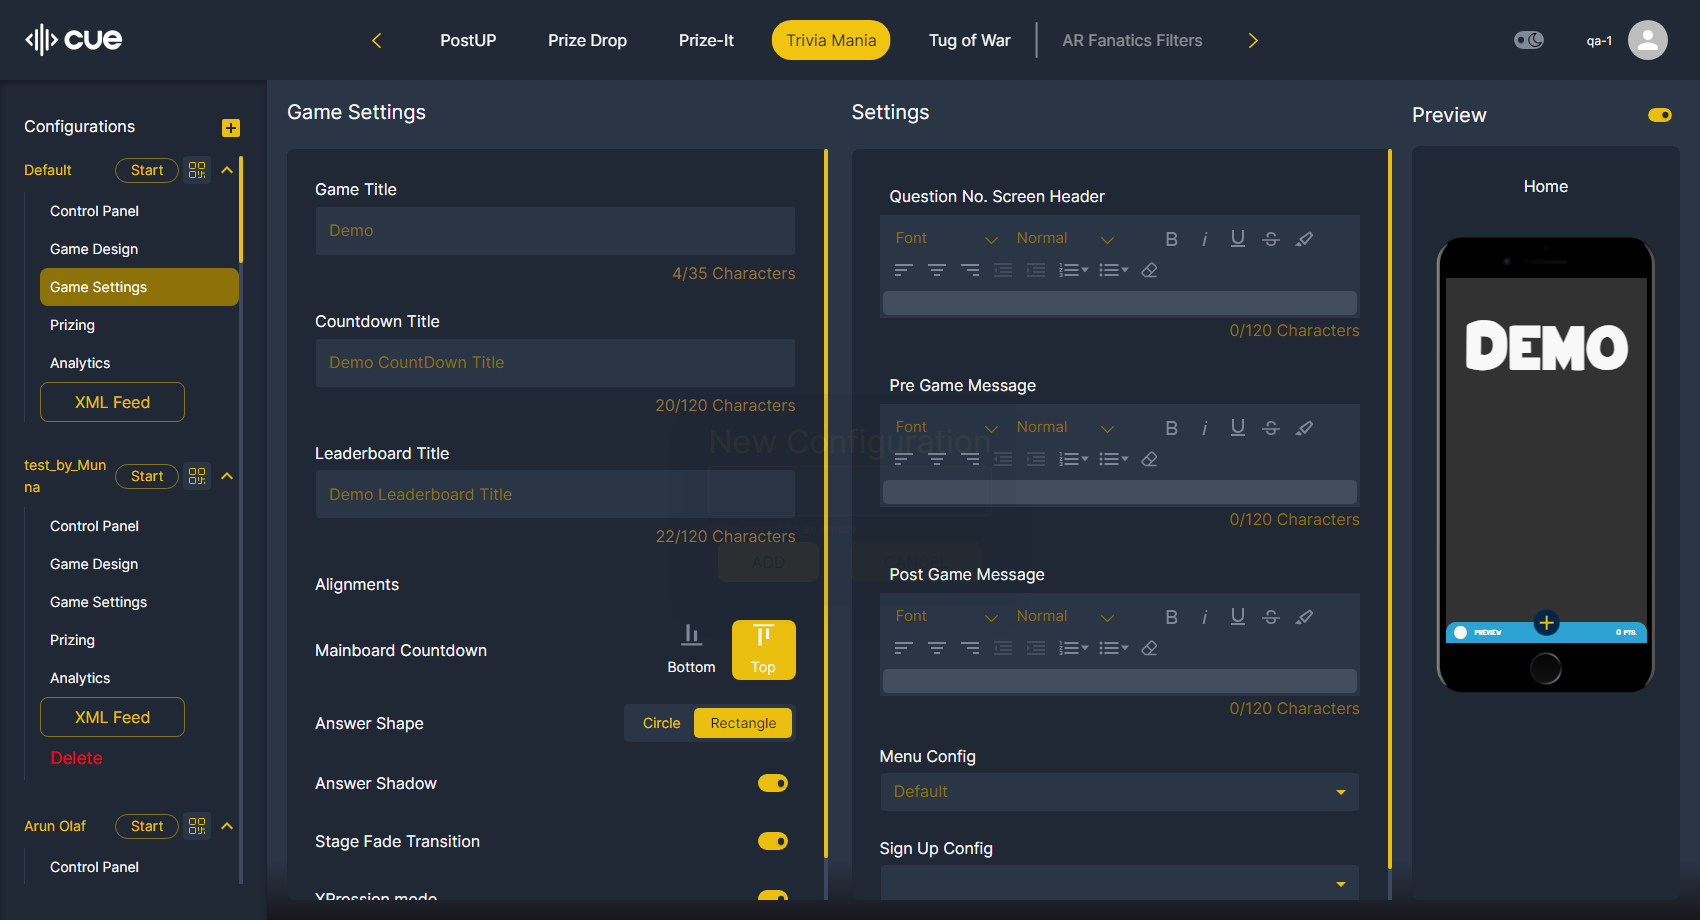 cue
PostUP
Prize Drop
Prize-It
Trivia Mania
Tug of War
AR Fanatics Filters
qa-1
Configurations
Default
Start
Control Panel
Game Design
Game Settings
Prizing
Analytics
XML Feed
test_by_Mun
na
Start
Control Panel
Game Design
Game Settings
Prizing
Analytics
XML Feed
Delete
Arun Olaf
Start
Control Panel
Game Settings
Game Title
Demo
4/35 Characters
Countdown Title
Demo CountDown Title
20/120 Characters
Leaderboard Title
Demo Leaderboard Title
22/120 Characters
New Configuration
ADD
Alignments
Mainboard Countdown
Bottom
Top
Answer Shape
Circle
Rectangle
Answer Shadow
Stage Fade Transition
XPression mode
Settings
Question No. Screen Header
Font
Normal
B i U S
0/120 Characters
Pre Game Message
Font
Normal
B i U S
0/120 Characters
Post Game Message
Font
Normal
B i U S
0/120 Characters
Menu Config
Default
Sign Up Config
Preview
Home
DEMO
PREVIEW
0 PTS.